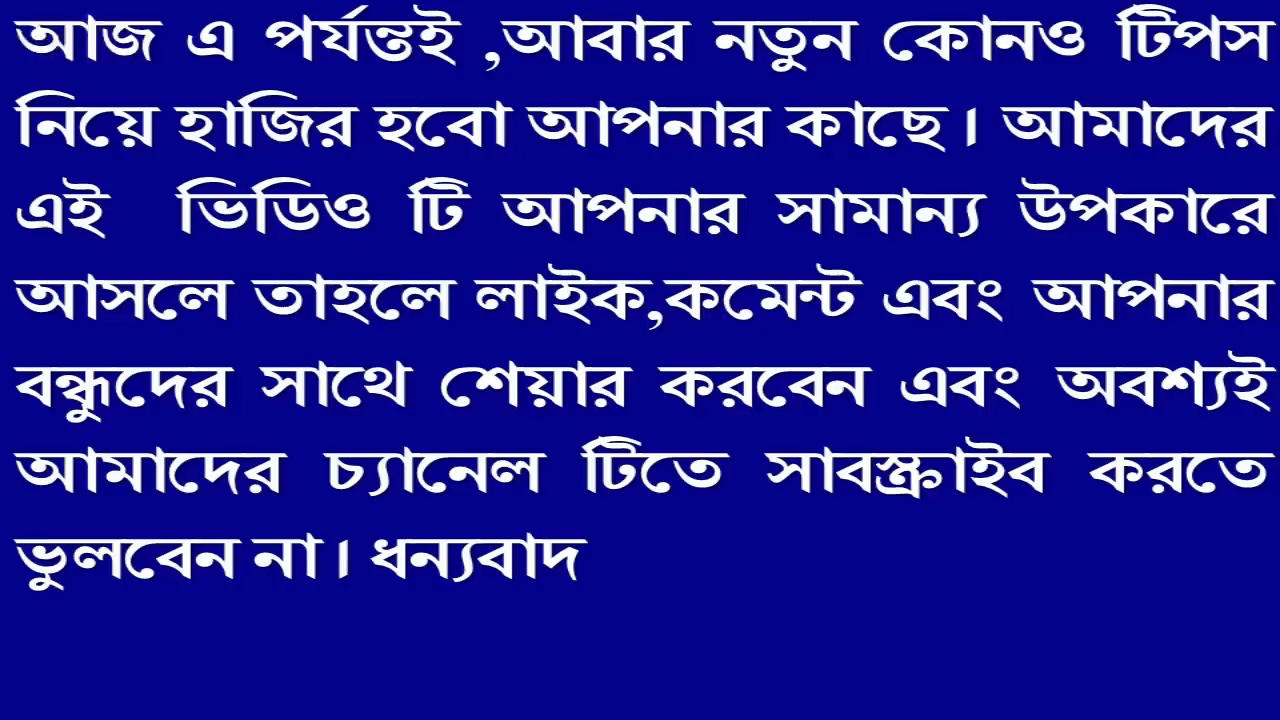 আজ এ পর্যন্তই ,আবার নতুন কোনও টিপস
নিয়ে হাজির হবো আপনার কাছে। আমাদের
এই ভিডিও টি আপনার সামান্য উপকারে
আসলে তাহলে লাইক,কমেন্ট এবং আপনার
বন্ধুদের সাথে শেয়ার করবেন এবং অবশ্যই
আমাদের চ্যানেল টিতে সাবস্ক্রাইব করতে
ভুলবেন না। ধন্যবাদ